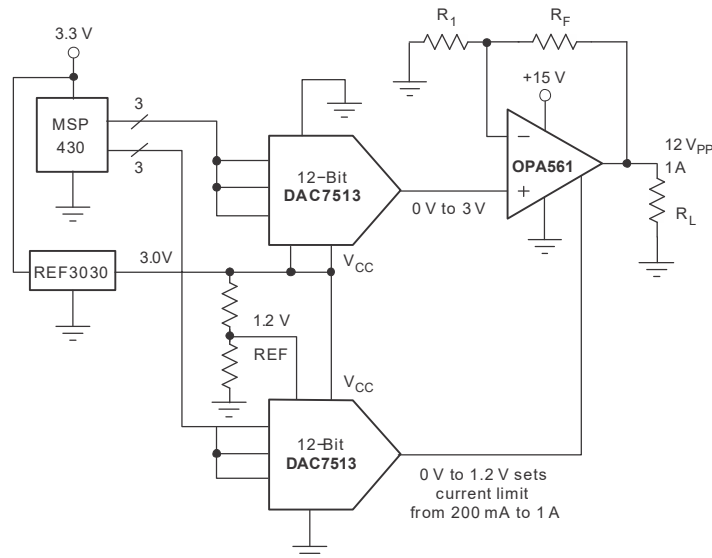 R1
RF
3.3 V
+15 V
MSP
430
3
3
12 VPP
1A
−
OPA561
+
12−Bit
DAC7513
0 V to 3 V
RL
VCC
REF3030
3.0V
1.2 V
REF
VCC
12−Bit
DAC7513
0 V to 1.2 V sets
current limit
from 200 mA to 1 A